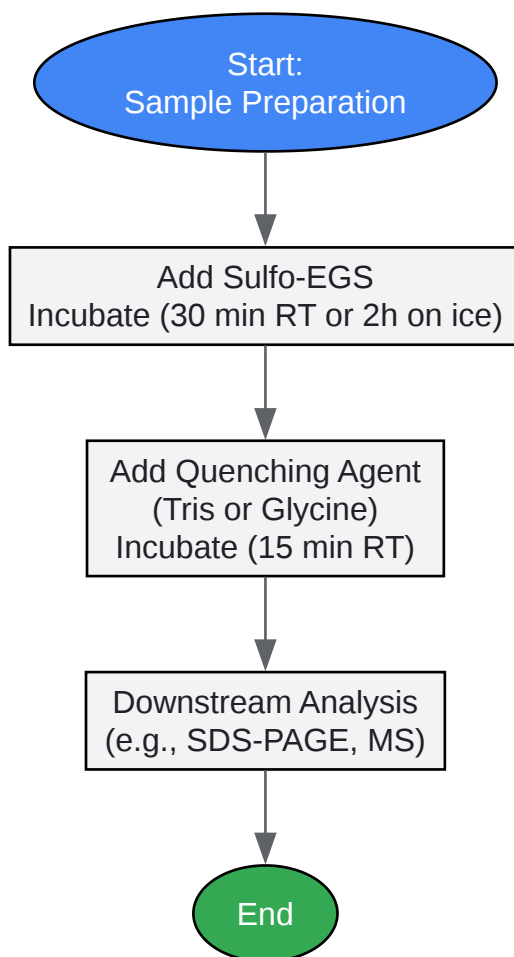 Start:
Sample Preparation
Add Sulfo-EGS
Incubate (30 min RT or 2h on ice)
Add Quenching Agent
(Tris or Glycine)
Incubate (15 min RT)
Downstream Analysis
(e.g., SDS-PAGE, MS)
End